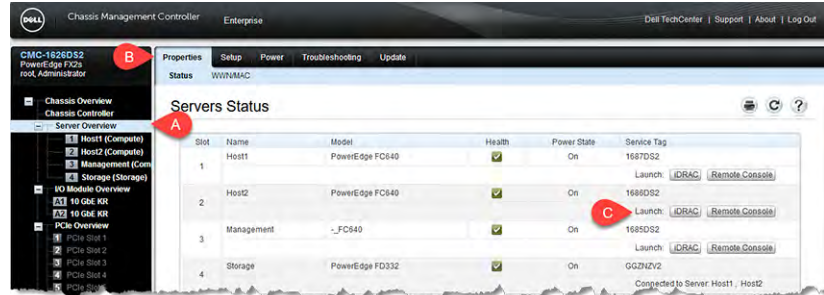 DELL
Chassis Management Controller
Enterprise
Dell TechCenter | Support | About | Log Out
CMC-1626DS2
PowerEdge FX2s
root, Administrator
Chassis Overview
Chassis Controller
Server Overview
1 Host1 (Compute)
2 Host2 (Compute)
3 Management (Com
4 Storage (Storage)
I/O Module Overview
A1 10 GbE KR
A2 10 GbE KR
PCIe Overview
1 PCIe Slot 1
2 PCIe Slot 2
3 PCIe Slot 3
4 PCIe Slot 4
5 PCIe Slot 5
A
B
Properties Setup Power Troubleshooting Update
Status WWN/MAC
Servers Status
?
Slot Name Model Health Power State Service Tag
1 Host1 PowerEdge FC640 On 1687DS2
Launch: iDRAC Remote Console
2 Host2 PowerEdge FC640 On 1686DS2
C
Launch: iDRAC Remote Console
3 Management -_FC640 On 1685DS2
Launch: iDRAC Remote Console
4 Storage PowerEdge FD332 On GGZNZV2
Connected to Server: Host1 , Host2